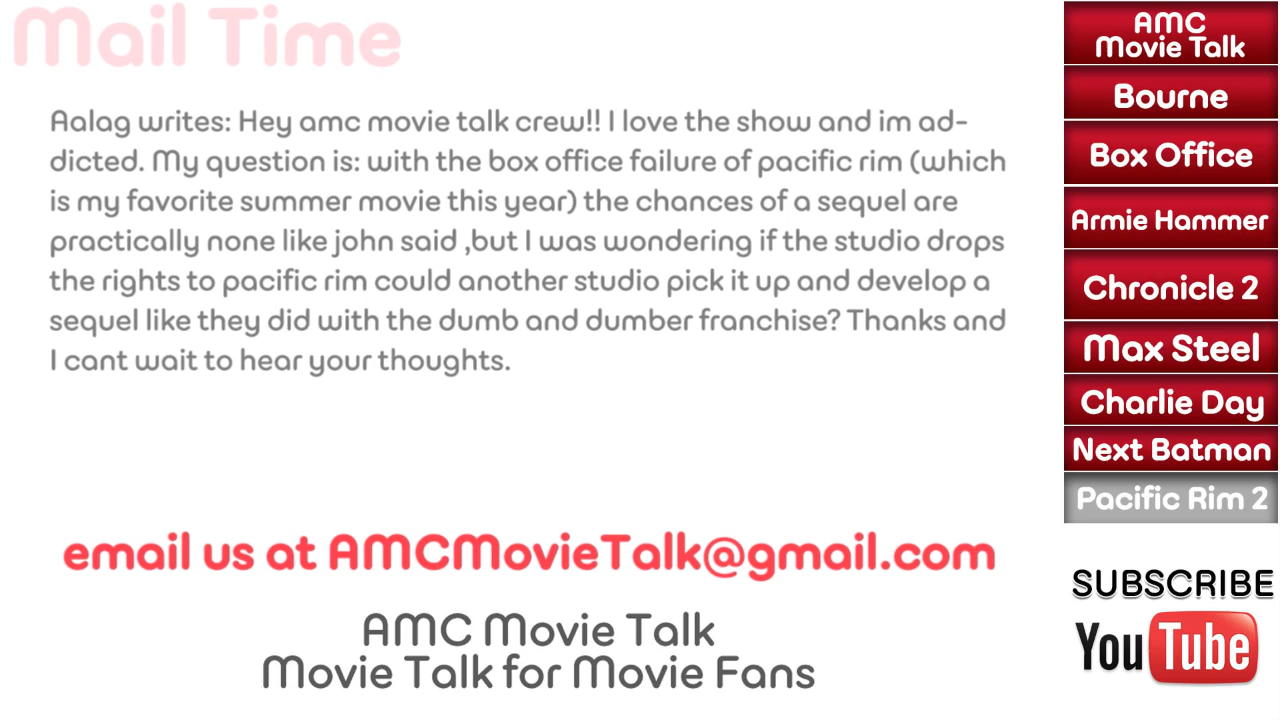 Mail Time
Aalag writes: Hey amc movie talk crew!! I love the show and im ad-
dicted. My question is: with the box office failure of pacific rim (which
is my favorite summer movie this year) the chances of a sequel are
practically none like john said ,but I was wondering if the studio drops
the rights to pacific rim could another studio pick it up and develop a
sequel like they did with the dumb and dumber franchise? Thanks and
I cant wait to hear your thoughts.
email us at AMCMovieTalk@gmail.com
AMC Movie Talk
Movie Talk for Movie Fans
AMC
Movie Talk
Bourne
Box Office
Armie Hammer
Chronicle 2
Max Steel
Charlie Day
Next Batman
Pacific Rim 2
SUBSCRIBE
YouTube